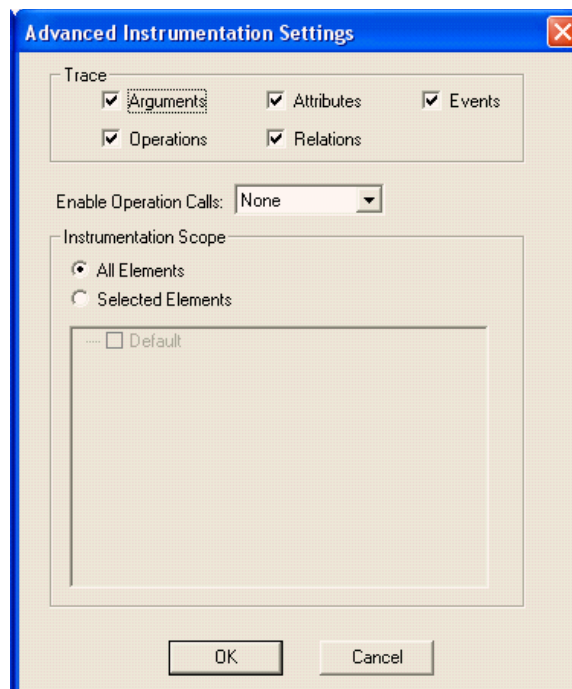 Advanced Instrumentation Settings
Trace
Arguments Attributes Events
Operations Relations
Enable Operation Calls: None
Instrumentation Scope
All Elements
Selected Elements
Default
OK Cancel